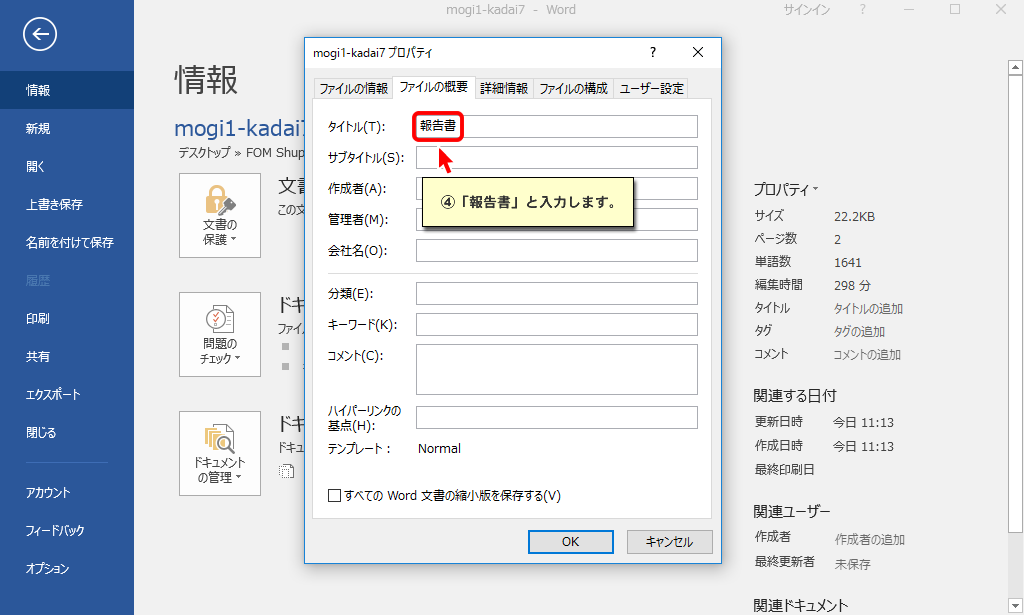 mogi1-kadai7 - Word
サインイン
?
情報
新規
開く
上書き保存
名前を付けて保存
履歴
印刷
共有
エクスポート
閉じる
アカウント
フィードバック
オプション
情報
mogi1-kadai7
デスクトップ » FOM Shup
文書の
保護
文書
この文
問題の
チェック
ドキ
ファイ
ドキュメント
の管理
ドキ
ドキュ
mogi1-kadai7 プロパティ
?
ファイルの情報
ファイルの概要
詳細情報
ファイルの構成
ユーザー設定
タイトル(T):
報告書
サブタイトル(S):
作成者(A):
④「報告書」と入力します。
管理者(M):
会社名(O):
分類(E):
キーワード(K):
コメント(C):
ハイパーリンクの
基点(H):
テンプレート :
Normal
すべての Word 文書の縮小版を保存する(V)
OK
キャンセル
プロパティ
サイズ 22.2KB
ページ数 2
単語数 1641
編集時間 298 分
タイトル タイトルの追加
タグ タグの追加
コメント コメントの追加
関連する日付
更新日時 今日 11:13
作成日時 今日 11:13
最終印刷日
関連ユーザー
作成者 作成者の追加
最終更新者 未保存
関連ドキュメント